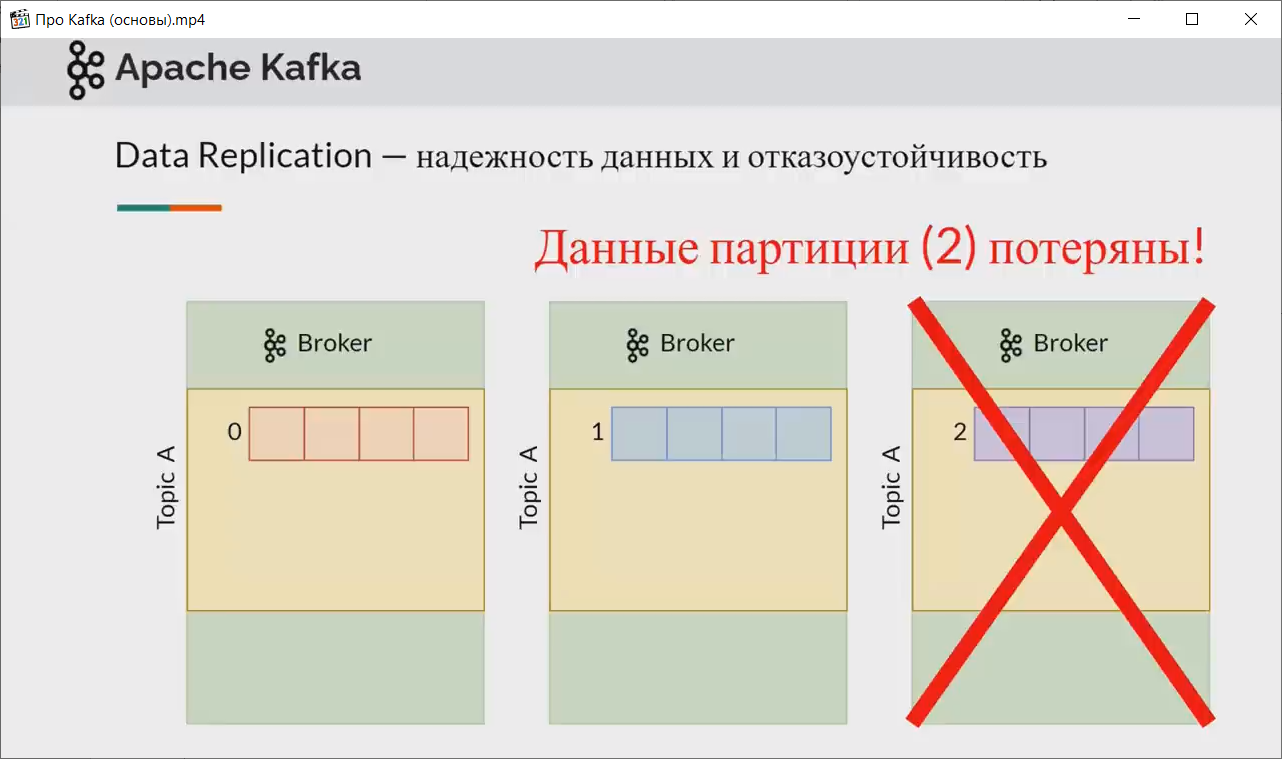 Про Kafka (основы).mp4
Apache Kafka
Data Replication — надежность данных и отказоустойчивость
Данные партиции (2) потеряны!
Broker
Broker
Broker
0
1
2
Topic A
Topic A
Topic A